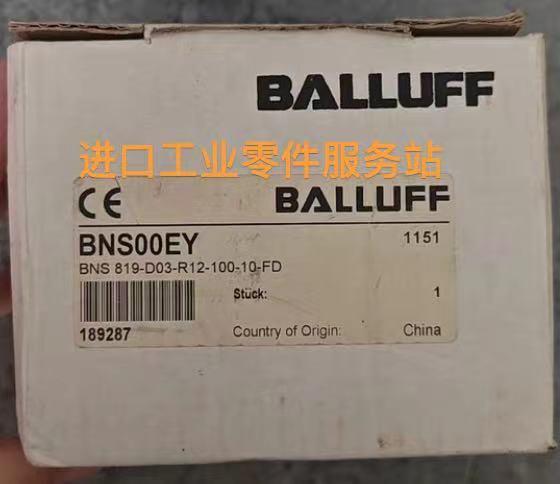 BALLUFF
进口工业零件服务站
CE BALLUFF
BNS00EY 1151
BNS 819-D03-R12-100-10-FD
Stück: 1
189287 Country of Origin: China